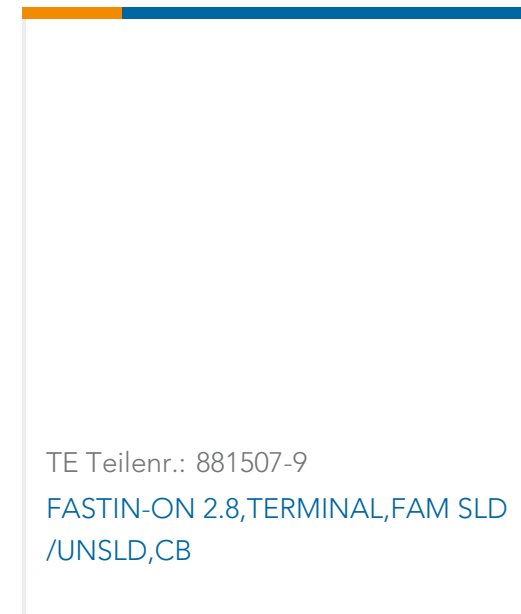 TE Teilenr.: 881507-9
FASTIN-ON 2.8,TERMINAL,FAM SLD
/UNSLD,CB